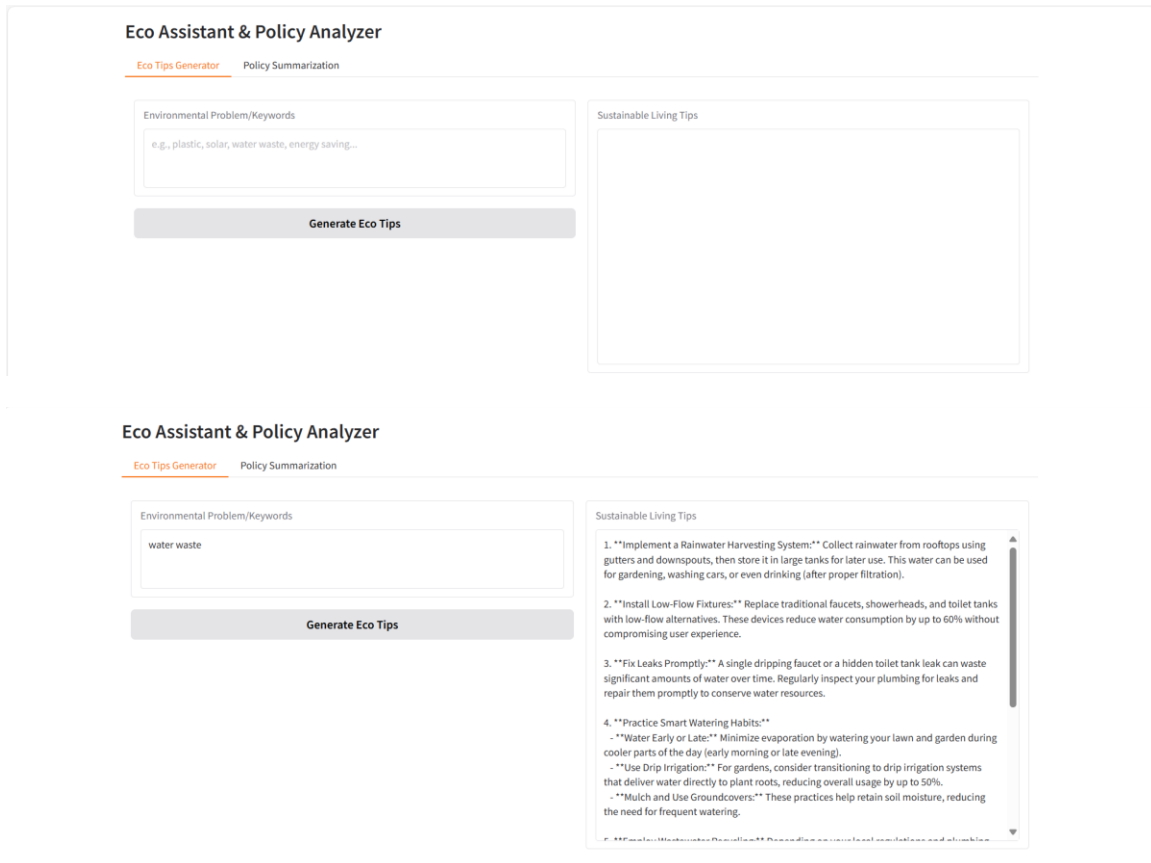 Eco Assistant & Policy Analyzer
Eco Tips Generator
Policy Summarization
Environmental Problem/Keywords
e.g., plastic, solar, water waste, energy saving...
Generate Eco Tips
Sustainable Living Tips
Eco Assistant & Policy Analyzer
Eco Tips Generator
Policy Summarization
Environmental Problem/Keywords
water waste
Generate Eco Tips
Sustainable Living Tips
1. **Implement a Rainwater Harvesting System:** Collect rainwater from rooftops using
gutters and downspouts, then store it in large tanks for later use. This water can be used
for gardening, washing cars, or even drinking (after proper filtration).
2. **Install Low-Flow Fixtures:** Replace traditional faucets, showerheads, and toilet tanks
with low-flow alternatives. These devices reduce water consumption by up to 60% without
compromising user experience.
3. **Fix Leaks Promptly:** A single dripping faucet or a hidden toilet tank leak can waste
significant amounts of water over time. Regularly inspect your plumbing for leaks and
repair them promptly to conserve water resources.
4. **Practice Smart Watering Habits:**
- **Water Early or Late:** Minimize evaporation by watering your lawn and garden during
cooler parts of the day (early morning or late evening).
- **Use Drip Irrigation:** For gardens, consider transitioning to drip irrigation systems
that deliver water directly to plant roots, reducing overall usage by up to 50%.
- **Mulch and Use Groundcovers:** These practices help retain soil moisture, reducing
the need for frequent watering.